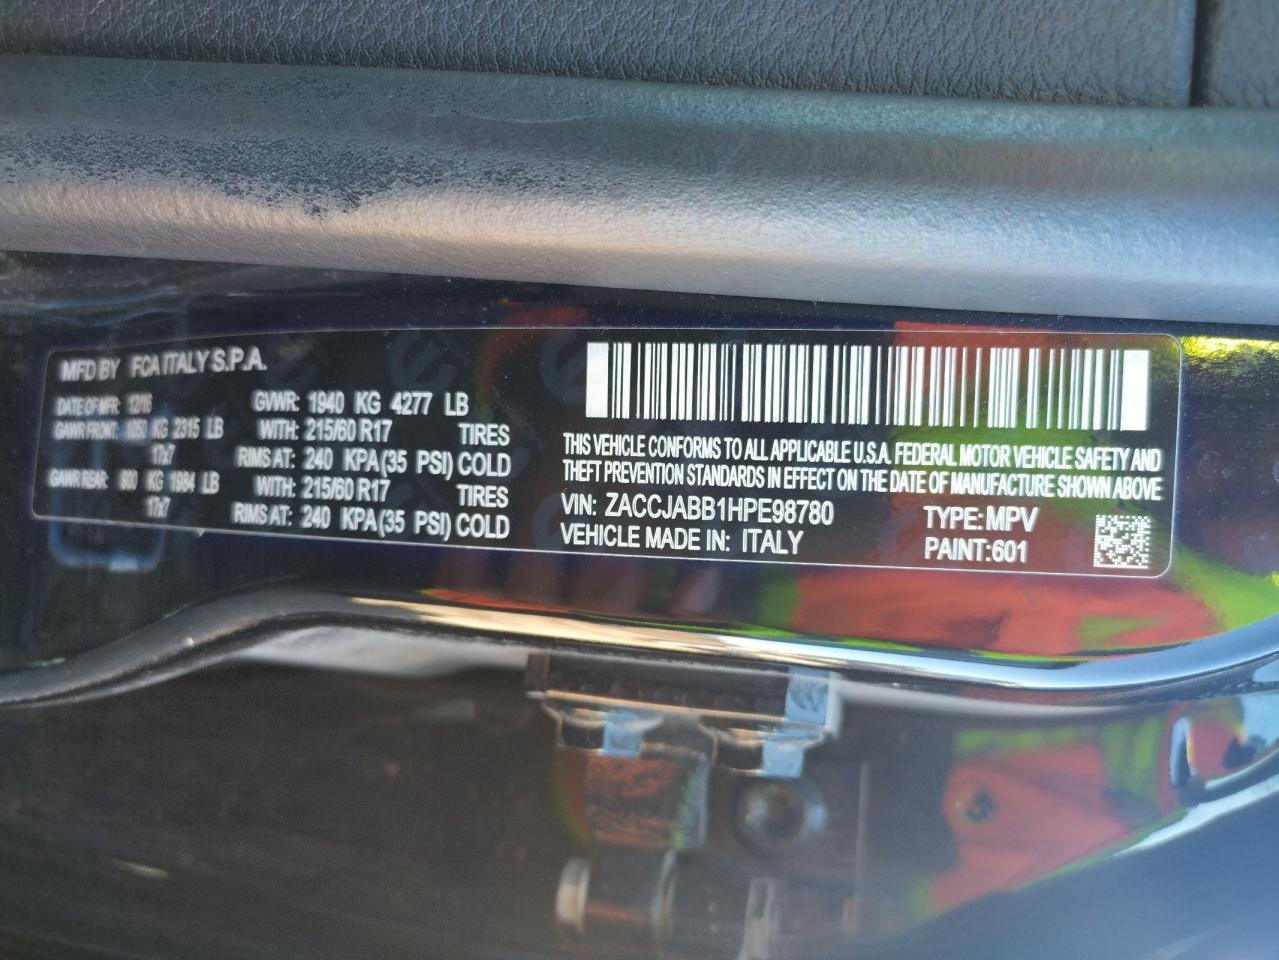 MFD BY FCA ITALY S.P.A.
DATE OF MFR: 12/16 GVWR: 1940 KG 4277 LB
GAWR FRONT: 1050 KG 2315 LB WITH: 215/60 R17 TIRES
17x7 RIMS AT: 240 KPA(35 PSI) COLD
GAWR REAR: 900 KG 1984 LB WITH: 215/60 R17 TIRES
17x7 RIMS AT: 240 KPA(35 PSI) COLD
THIS VEHICLE CONFORMS TO ALL APPLICABLE U.S.A. FEDERAL MOTOR VEHICLE SAFETY AND
THEFT PREVENTION STANDARDS IN EFFECT ON THE DATE OF MANUFACTURE SHOWN ABOVE
VIN: ZACCJABB1HPE98780 TYPE:MPV
VEHICLE MADE IN: ITALY PAINT:601